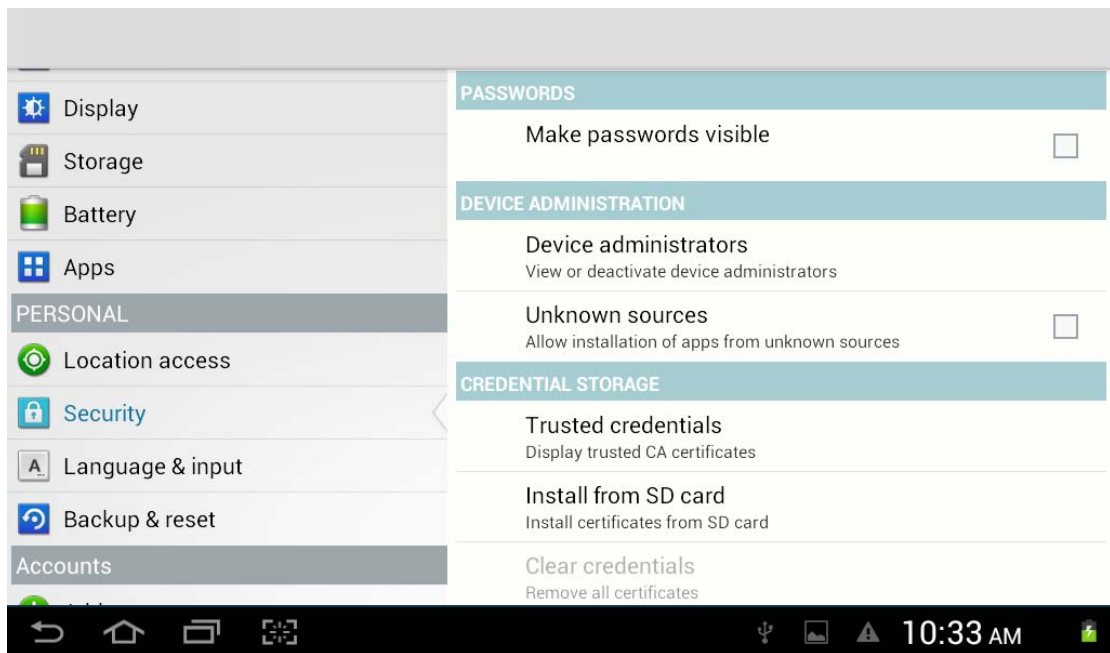 Display
Storage
Battery
Apps
PERSONAL
Location access
Security
Language & input
Backup & reset
Accounts
PASSWORDS
Make passwords visible
DEVICE ADMINISTRATION
Device administrators
View or deactivate device administrators
Unknown sources
Allow installation of apps from unknown sources
CREDENTIAL STORAGE
Trusted credentials
Display trusted CA certificates
Install from SD card
Install certificates from SD card
Clear credentials
Remove all certificates
10:33 AM